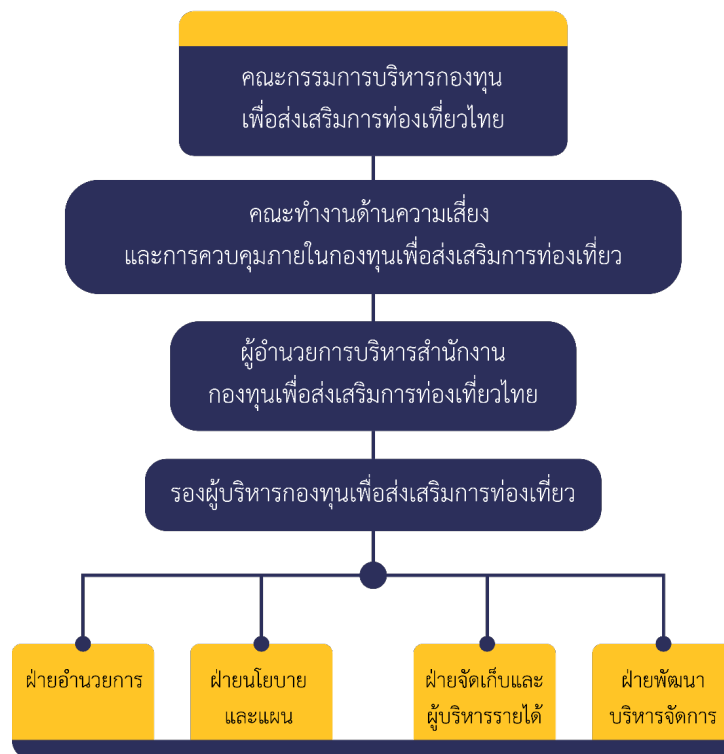 คณะกรรมการบริหารกองทุน
เพื่อส่งเสริมการท่องเที่ยวไทย
คณะทำงานด้านความเสี่ยง
และการควบคุมภายในกองทุนเพื่อส่งเสริมการท่องเที่ยว
ผู้อำนวยการบริหารสำนักงาน
กองทุนเพื่อส่งเสริมการท่องเที่ยวไทย
รองผู้บริหารกองทุนเพื่อส่งเสริมการท่องเที่ยว
ฝ่ายอำนวยการ
ฝ่ายนโยบาย
และแผน
ฝ่ายจัดเก็บและ
ผู้บริหารรายได้
ฝ่ายพัฒนา
บริหารจัดการ